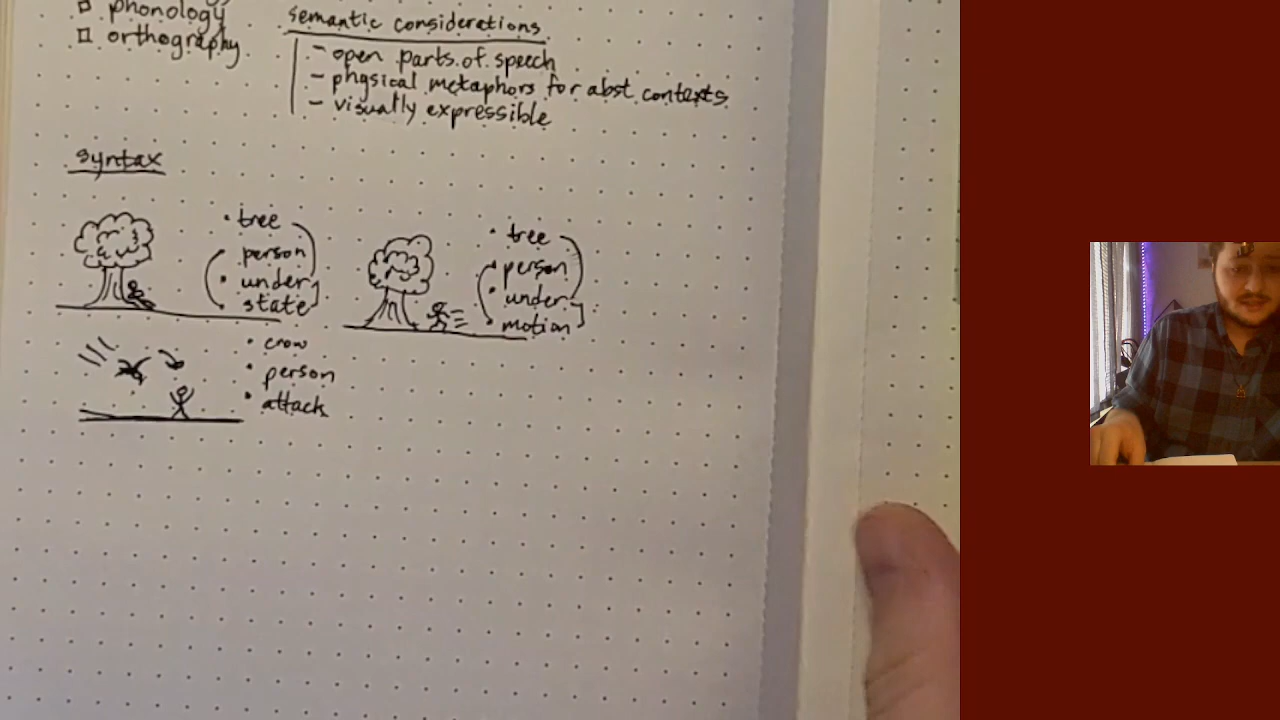 phonology
orthography
semantic considerations
- open parts of speech
- physical metaphors for abst contexts
- visually expressible
syntax
• tree
person
• under
state
• tree
• person
• under
• motion
• crow
• person
• attack